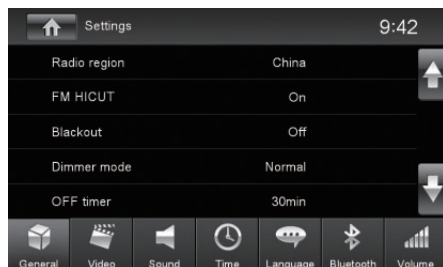 Settings 9:42
Radio region China
FM HICUT On
Blackout Off
Dimmer mode Normal
OFF timer 30min
General Video Sound Time Language Bluetooth Volume